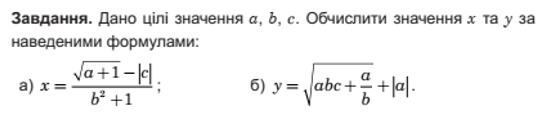 Завдання. Дано цілі значення a, b, c. Обчислити значення x та y за
наведеними формулами:
а) x = (√(a+1) − |c|) / (b² + 1) ; б) y = √(abc + a/b) + |a|.